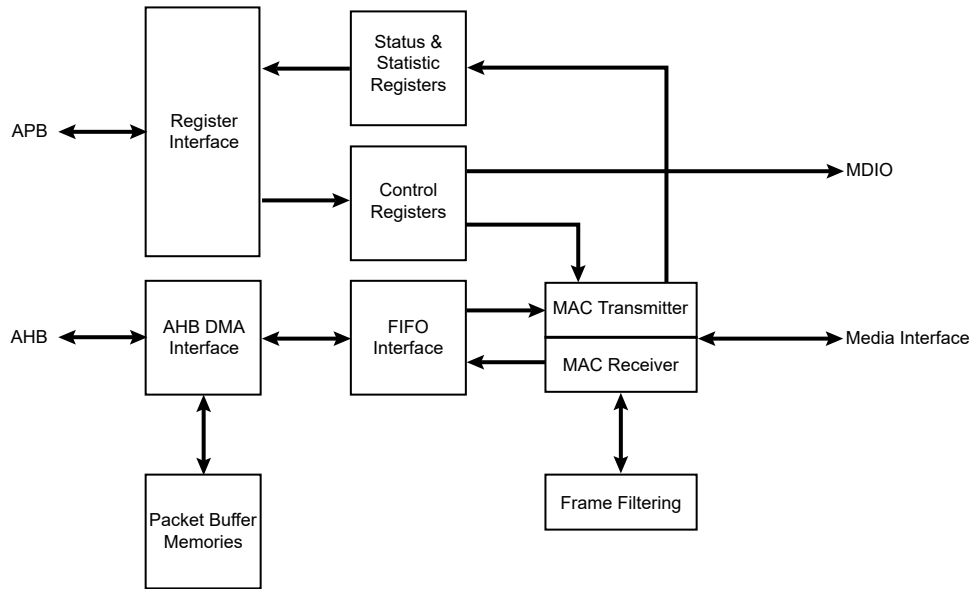 Status &
Statistic
Registers
APB
Register
Interface
MDIO
Control
Registers
MAC Transmitter
AHB
AHB DMA
Interface
FIFO
Interface
Media Interface
MAC Receiver
Packet Buffer
Memories
Frame Filtering